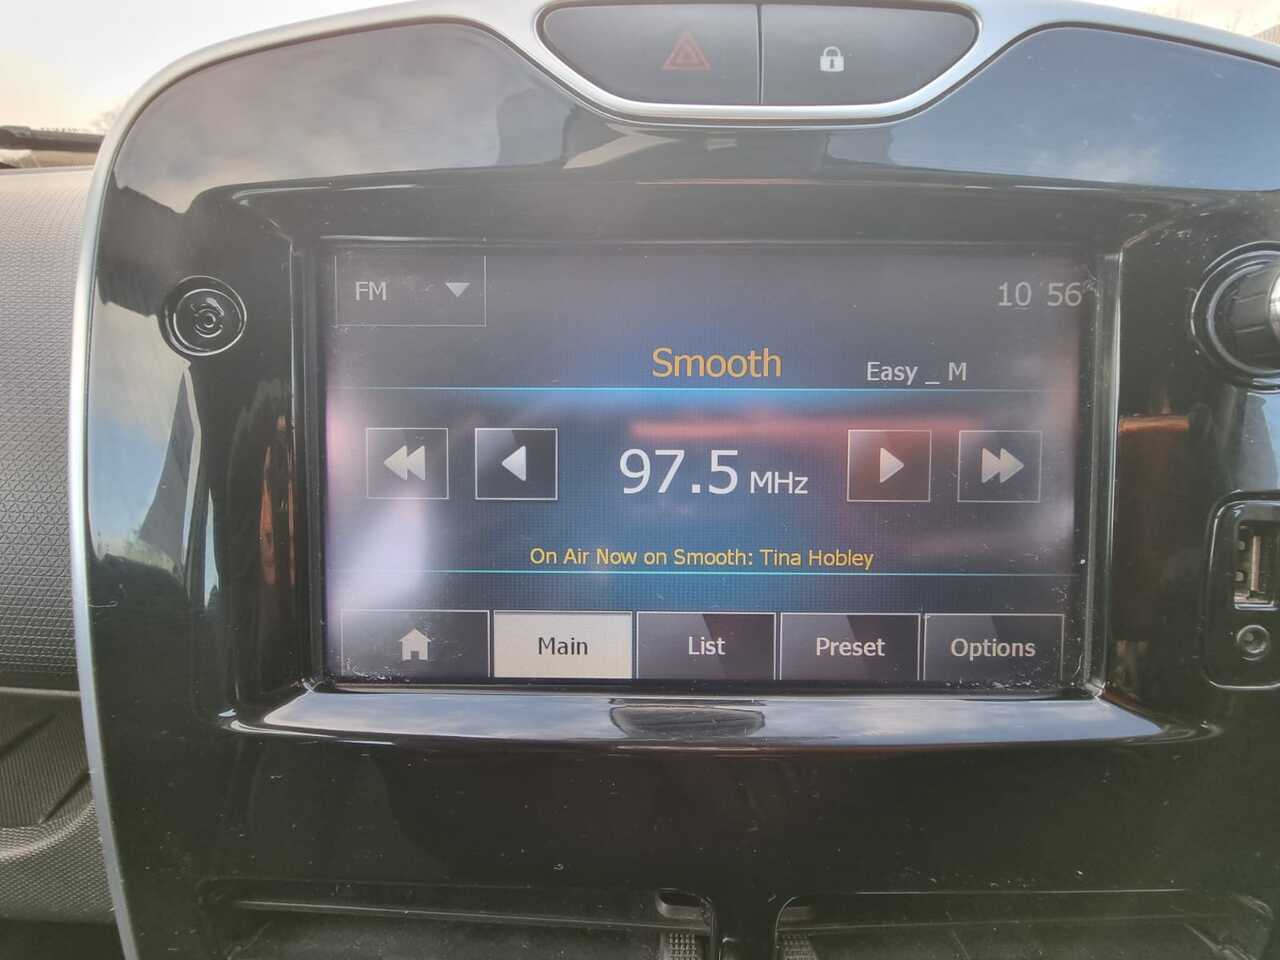 FM
10 56
Smooth
Easy _ M
97.5 MHz
On Air Now on Smooth: Tina Hobley
Main
List
Preset
Options